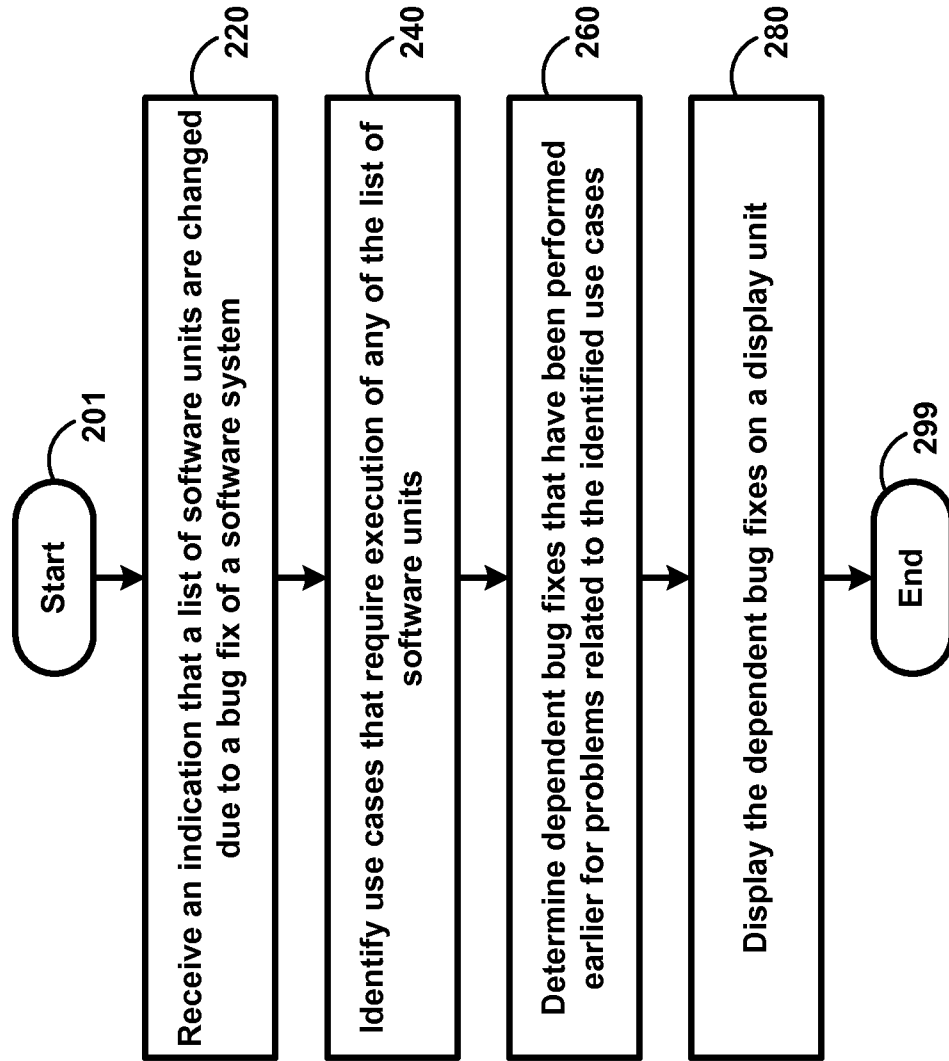 Start
201
Receive an indication that a list of software units are changed
due to a bug fix of a software system
220
Identify use cases that require execution of any of the list of
software units
240
Determine dependent bug fixes that have been performed
earlier for problems related to the identified use cases
260
Display the dependent bug fixes on a display unit
280
End
299